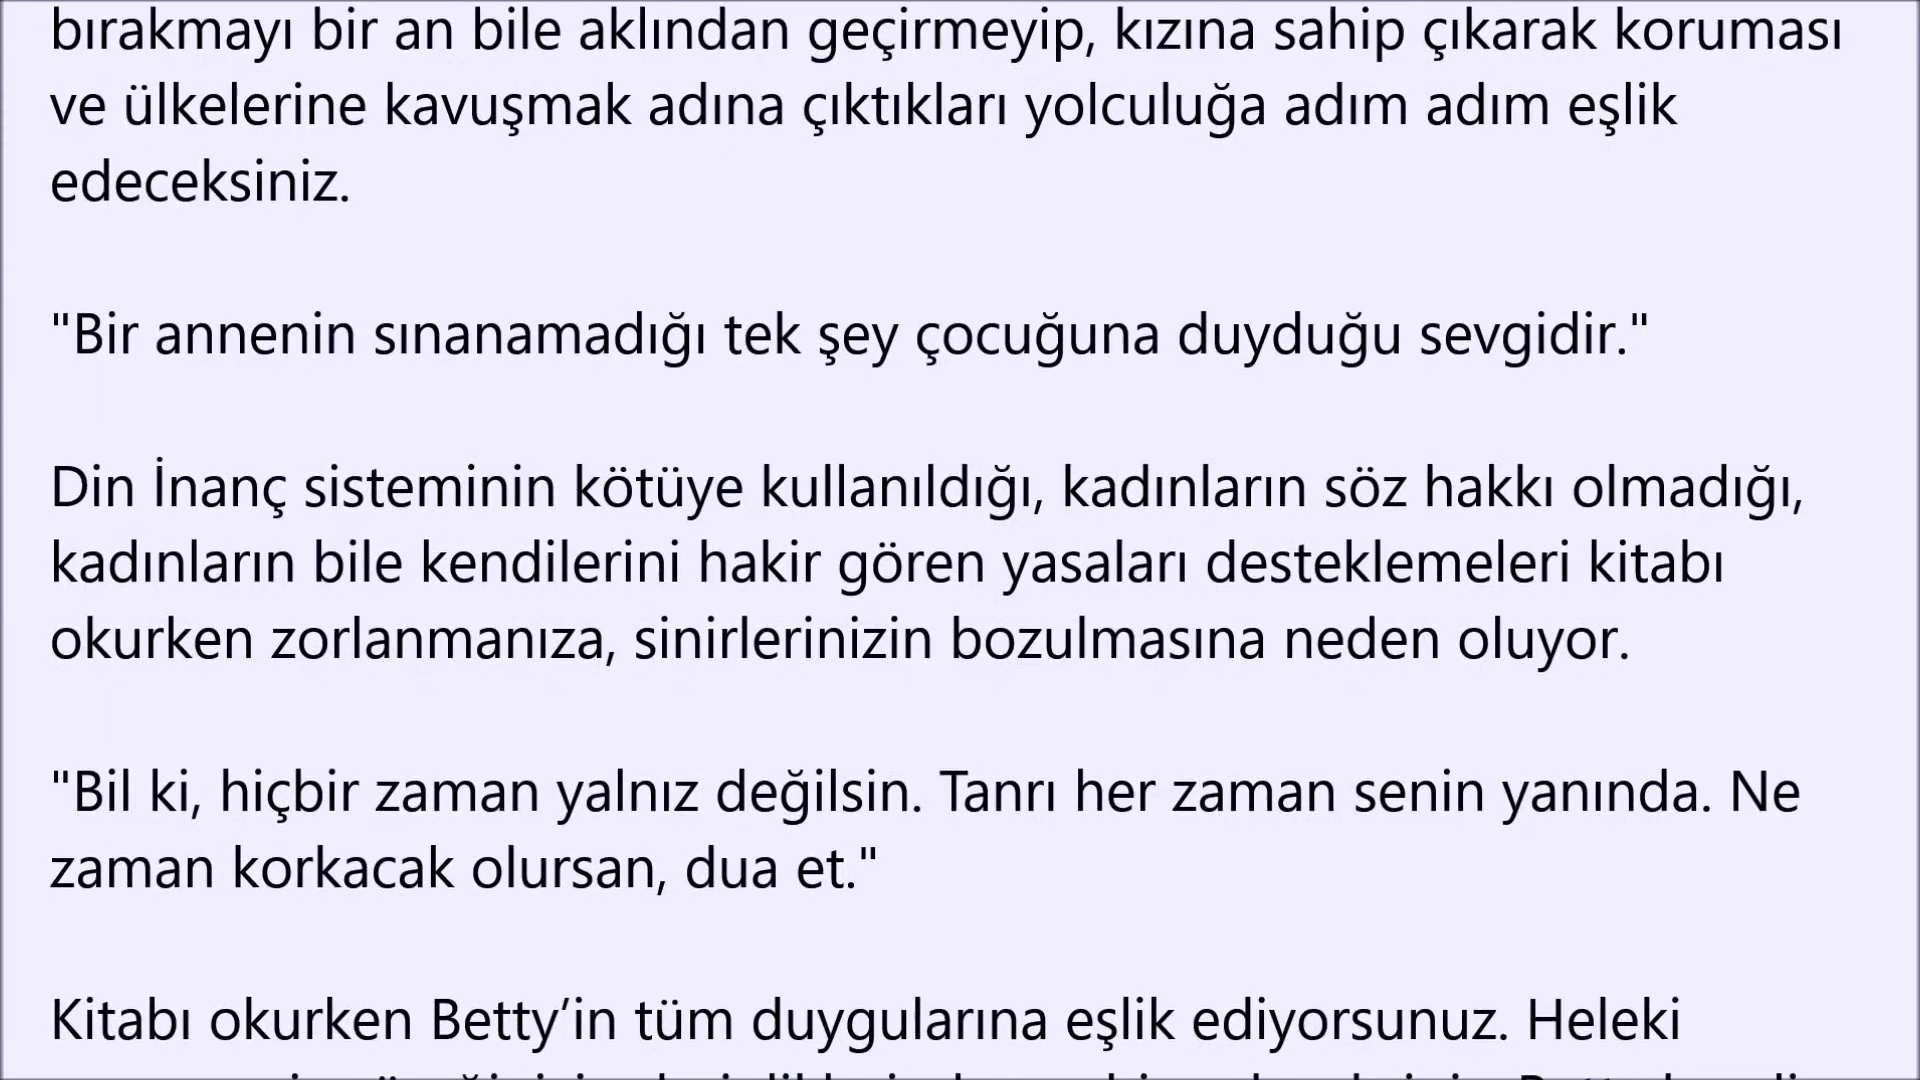 bırakmayı bir an bile aklından geçirmeyip, kızına sahip çıkarak koruması
ve ülkelerine kavuşmak adına çıktıkları yolculuğa adım adım eşlik
edeceksiniz.
"Bir annenin sınanamadığı tek şey çocuğuna duyduğu sevgidir."
Din İnanç sisteminin kötüye kullanıldığı, kadınların söz hakkı olmadığı,
kadınların bile kendilerini hakir gören yasaları desteklemeleri kitabı
okurken zorlanmanıza, sinirlerinizin bozulmasına neden oluyor.
"Bil ki, hiçbir zaman yalnız değilsin. Tanrı her zaman senin yanında. Ne
zaman korkacak olursan, dua et."
Kitabı okurken Betty’in tüm duygularına eşlik ediyorsunuz. Heleki